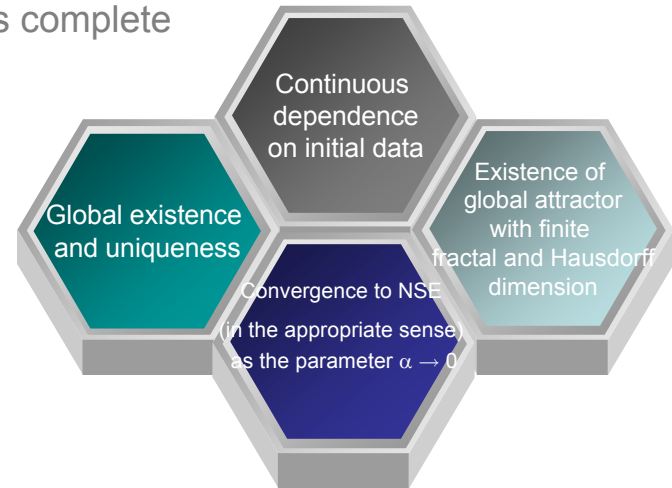 s complete
Continuous
dependence
on initial data
Global existence
and uniqueness
Existence of
global attractor
with finite
fractal and Hausdorff
dimension
Convergence to NSE
(in the appropriate sense)
as the parameter α → 0